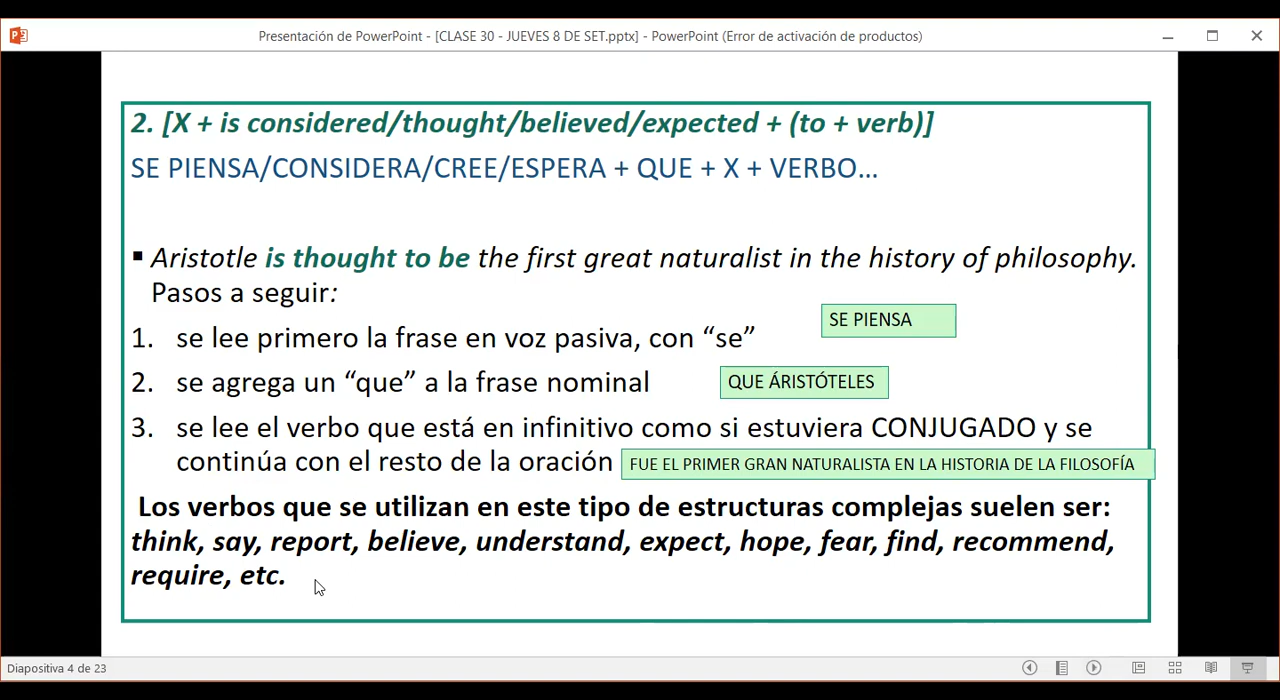 Presentación de PowerPoint - [CLASE 30 - JUEVES 8 DE SET.pptx] - PowerPoint (Error de activación de productos)
2. [X + is considered/thought/believed/expected + (to + verb)]
SE PIENSA/CONSIDERA/CREE/ESPERA + QUE + X + VERBO...
▪ Aristotle is thought to be the first great naturalist in the history of philosophy.
Pasos a seguir:
SE PIENSA
1. se lee primero la frase en voz pasiva, con “se”
2. se agrega un “que” a la frase nominal
QUE ÁRISTÓTELES
3. se lee el verbo que está en infinitivo como si estuviera CONJUGADO y se
continúa con el resto de la oración
FUE EL PRIMER GRAN NATURALISTA EN LA HISTORIA DE LA FILOSOFÍA
Los verbos que se utilizan en este tipo de estructuras complejas suelen ser:
think, say, report, believe, understand, expect, hope, fear, find, recommend,
require, etc.
Diapositiva 4 de 23